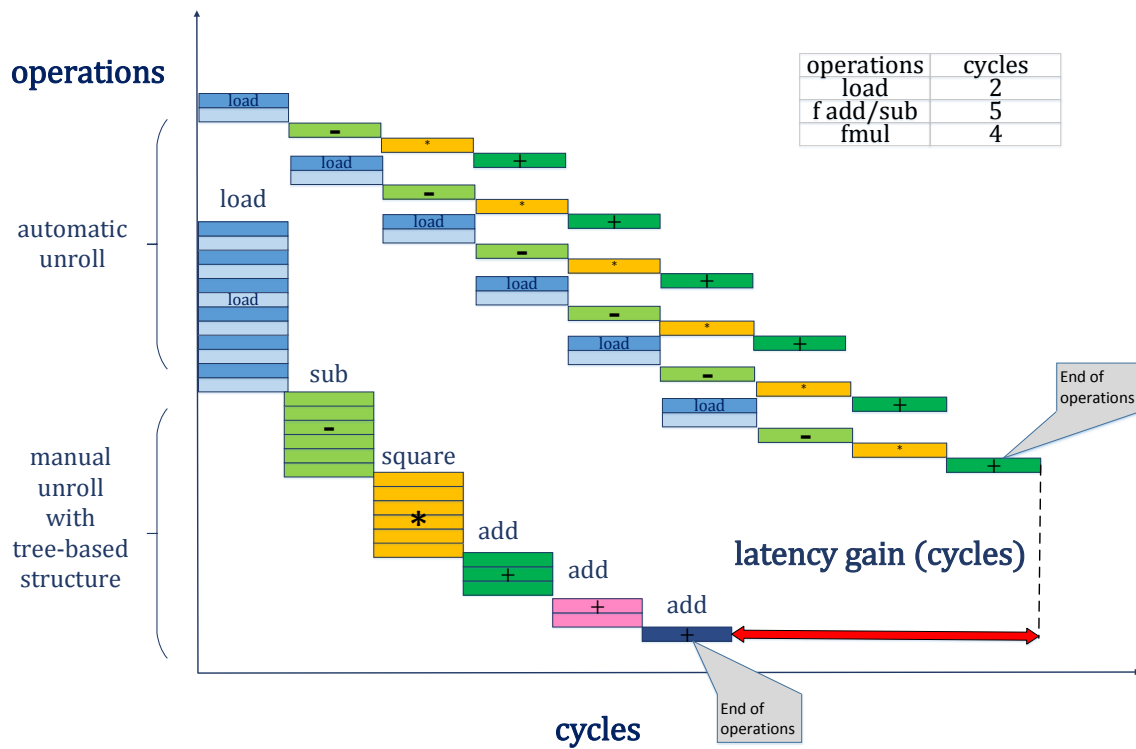 operations
operations cycles
load 2
f add/sub 5
fmul 4
load
-
*
+
load
-
*
+
load
-
*
+
load
-
*
+
load
-
*
+
load
-
*
+
automatic
unroll
load
load
sub
-
square
*
add
+
add
+
add
+
manual
unroll
with
tree-based
structure
End of
operations
latency gain (cycles)
End of
operations
cycles